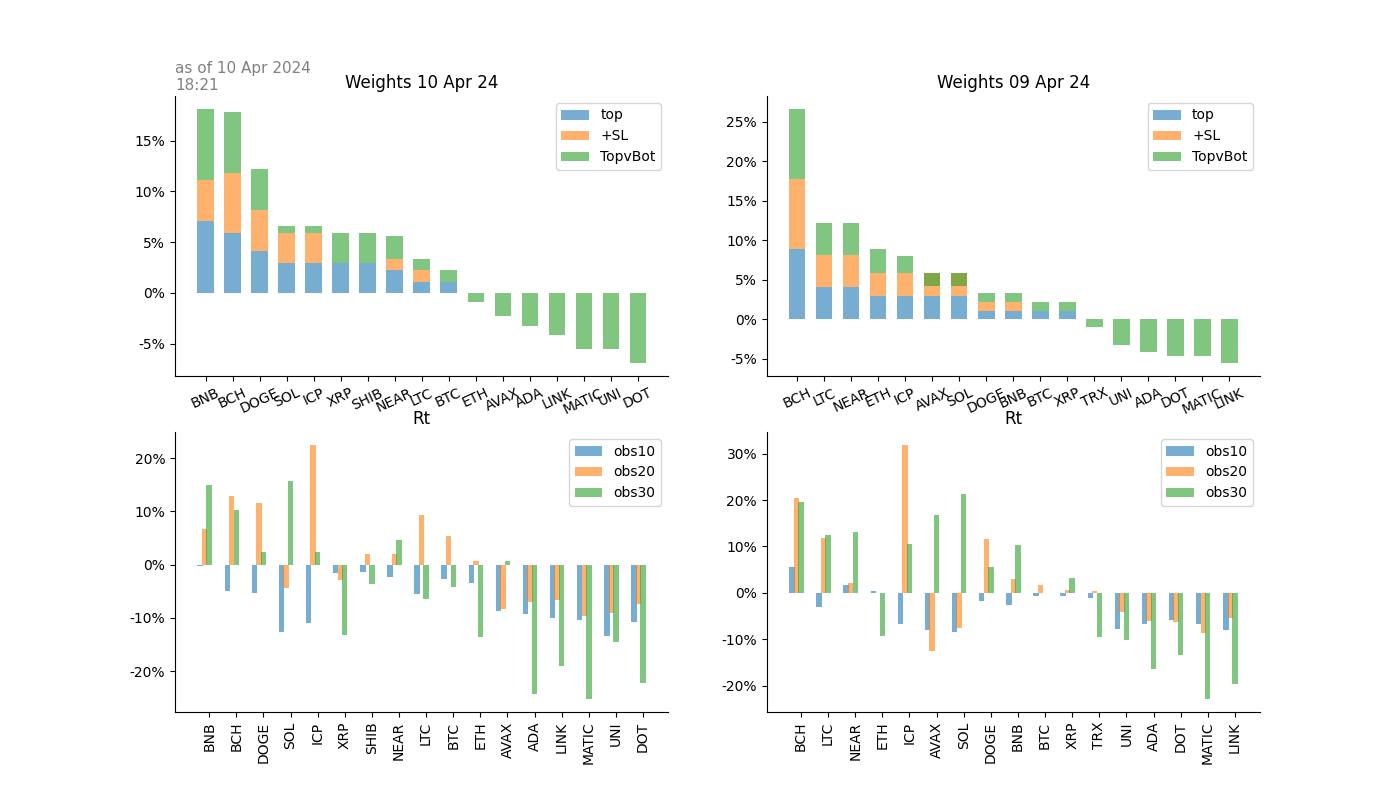 as of 10 Apr 2024
18:21
Weights 10 Apr 24
top
+SL
TopvBot
15%
10%
5%
0%
-5%
BNB BCH DOGE SOL ICP XRP SHIB NEAR LTC BTC ETH AVAX ADA LINK MATIC UNI DOT
Weights 09 Apr 24
top
+SL
TopvBot
25%
20%
15%
10%
5%
0%
-5%
BCH LTC NEAR ETH ICP AVAX SOL DOGE BNB BTC XRP TRX UNI ADA DOT MATIC LINK
Rt
obs10
obs20
obs30
20%
10%
0%
-10%
-20%
BNB BCH DOGE SOL ICP XRP SHIB NEAR LTC BTC ETH AVAX ADA LINK MATIC UNI DOT
Rt
obs10
obs20
obs30
30%
20%
10%
0%
-10%
-20%
BCH LTC NEAR ETH ICP AVAX SOL DOGE BNB BTC XRP TRX UNI ADA DOT MATIC LINK